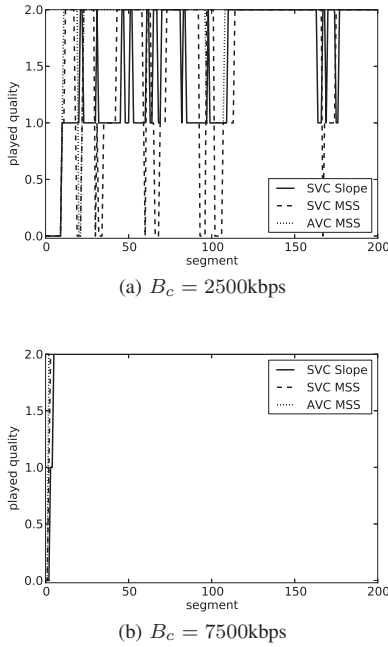 2.0
1.5
1.0
0.5
0.0
played quality
0 50 100 150 200
segment
SVC Slope
SVC MSS
AVC MSS
(a) B_c = 2500kbps
2.0
1.5
1.0
0.5
0.0
played quality
0 50 100 150 200
segment
SVC Slope
SVC MSS
AVC MSS
(b) B_c = 7500kbps